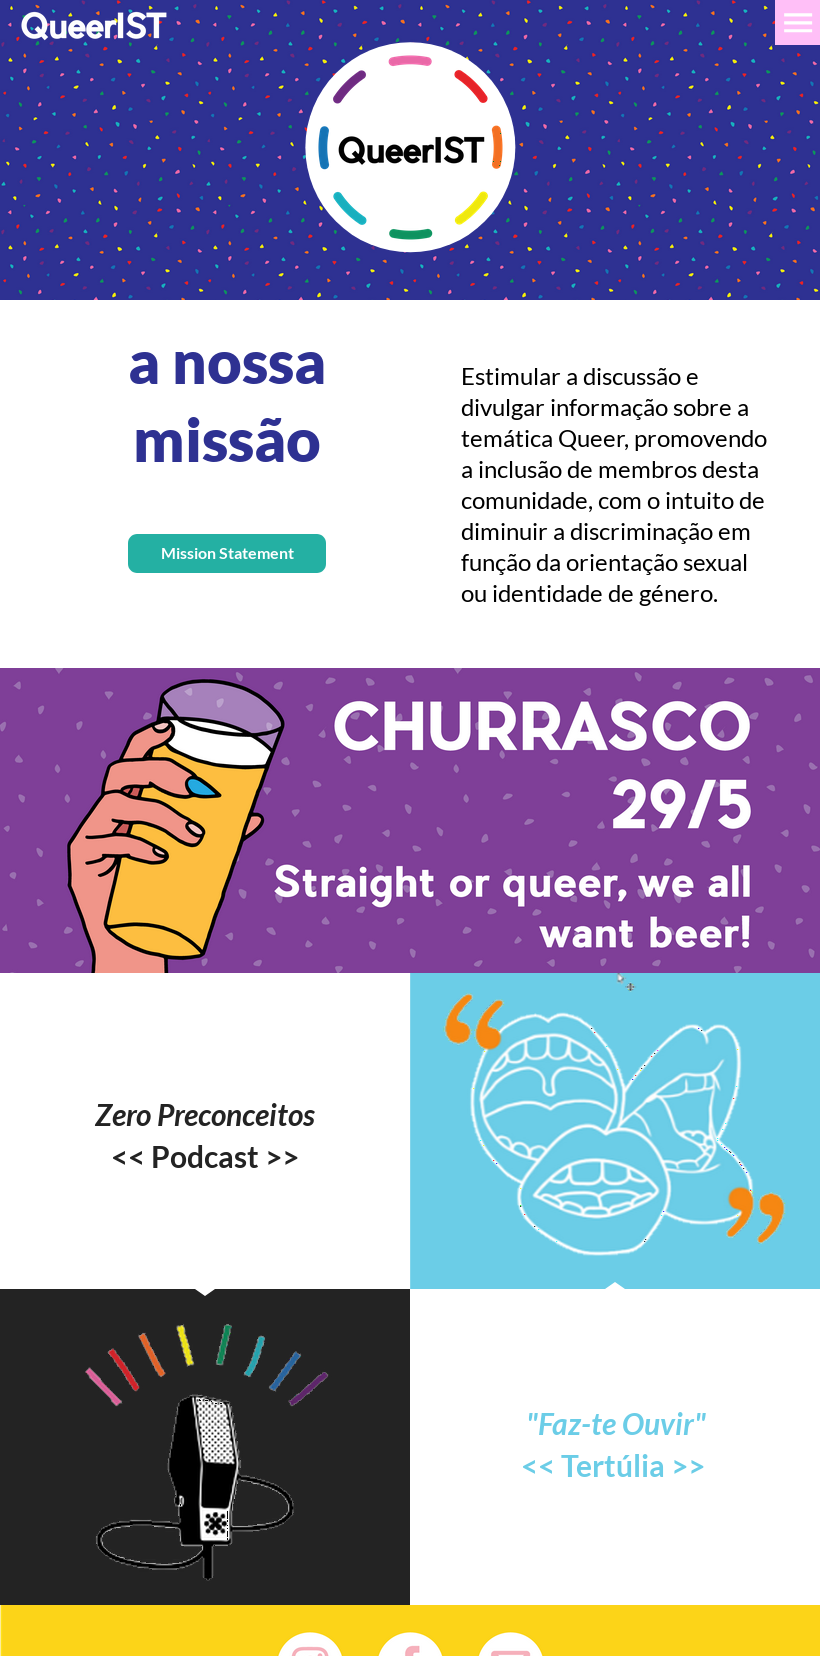 QueerIST
QueerIST
a nossa
missão
Mission Statement
Estimular a discussão e
divulgar informação sobre a
temática Queer, promovendo
a inclusão de membros desta
comunidade, com o intuito de
diminuir a discriminação em
função da orientação sexual
ou identidade de género.
CHURRASCO
29/5
Straight or queer, we all
want beer!
Zero Preconceitos
<< Podcast >>
“
”
"Faz-te Ouvir"
<< Tertúlia >>